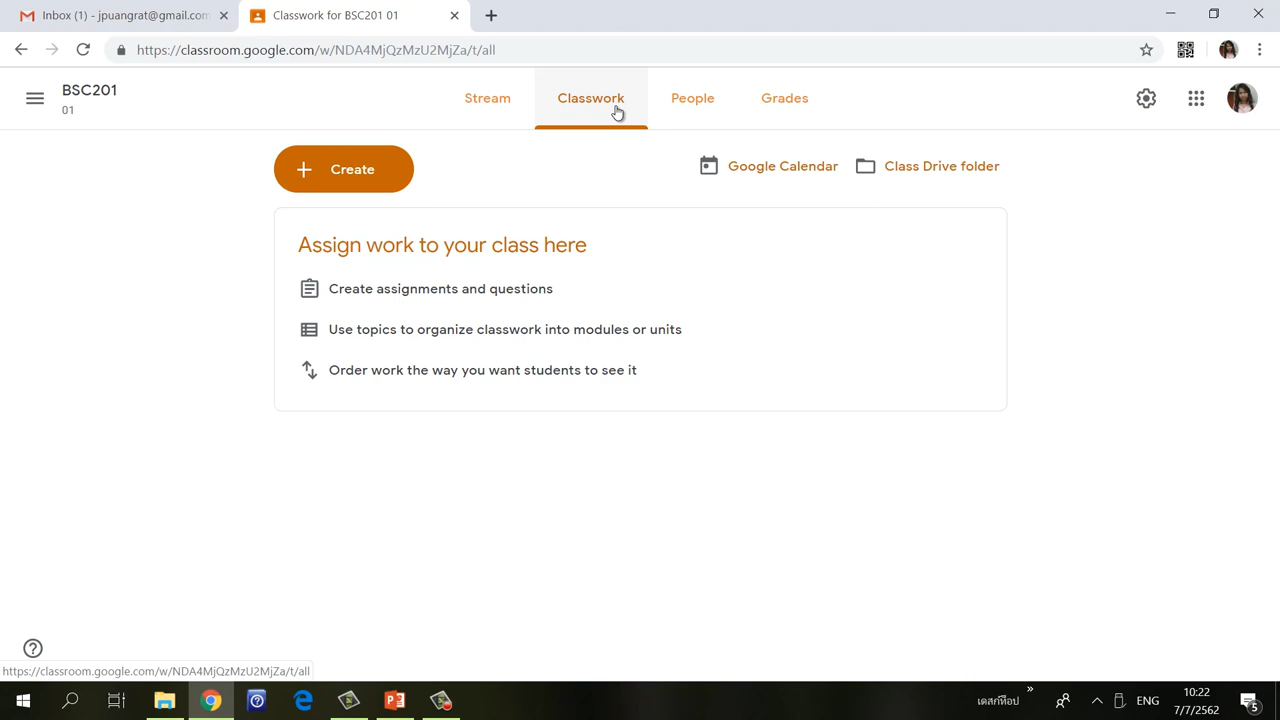 Inbox (1) - jpuangrat@gmail.com
Classwork for BSC201 01
https://classroom.google.com/w/NDA4MjQzMzU2MjZa/t/all
BSC201
01
Stream
Classwork
People
Grades
Create
Google Calendar
Class Drive folder
Assign work to your class here
Create assignments and questions
Use topics to organize classwork into modules or units
Order work the way you want students to see it
https://classroom.google.com/w/NDA4MjQzMzU2MjZa/t/all
เดสก์ท็อป
ENG
10:22
7/7/2562
5